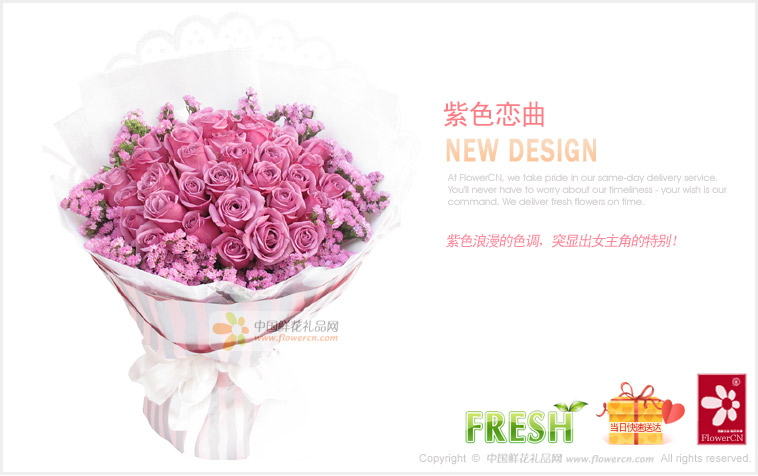 紫色恋曲
NEW DESIGN
At FlowerCN, we take pride in our same-day delivery service.
You'll never have to worry about our timeliness - your wish is our
command. We deliver fresh flowers on time.
紫色浪漫的色调，突显出女主角的特别！
中国鲜花礼品网
www.flowercn.com
FRESH
当日快速送达
FlowerCN
Copyright © 中国鲜花礼品网 www.flowercn.com All rights reserved.